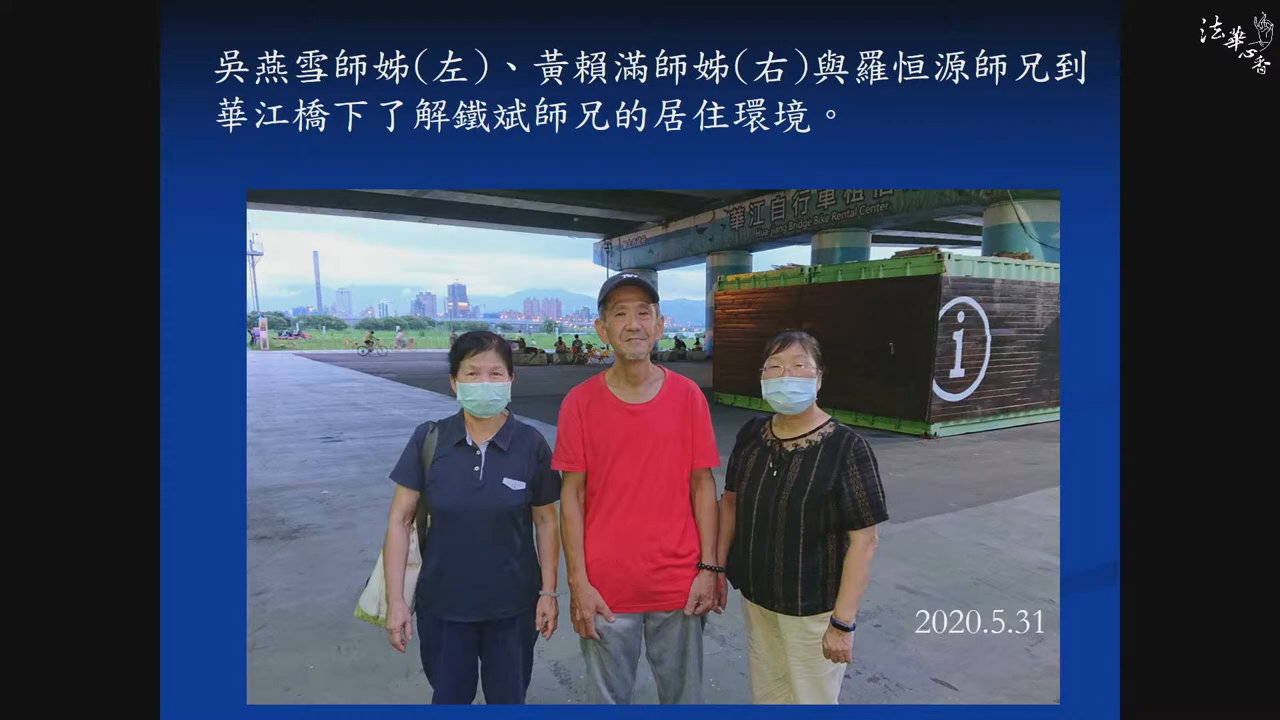 吳燕雪師姊(左)、黃賴滿師姊(右)與羅恒源師兄到
華江橋下了解鐵斌師兄的居住環境。
法華心香
華江自行車租借
Hua-jiang Bridge Bike Rental Center
i
2020.5.31